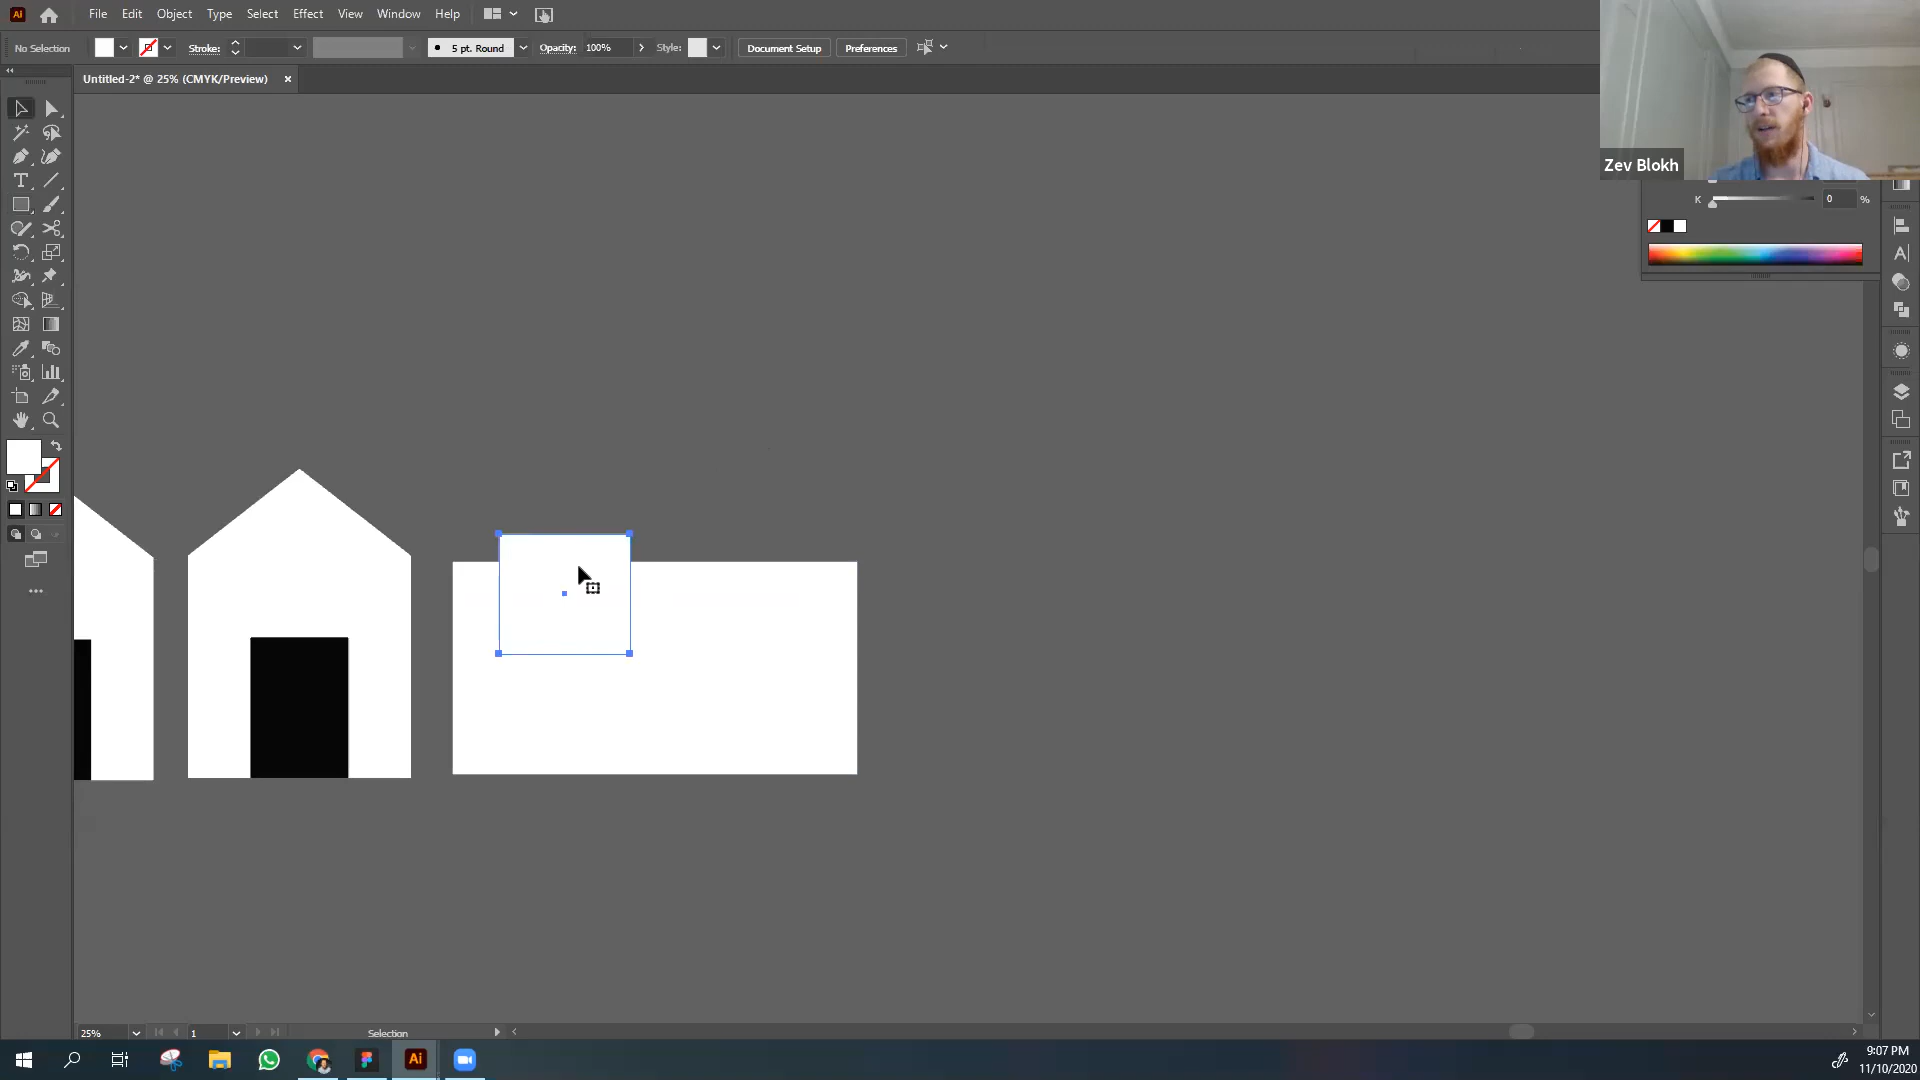 Ai File Edit Object Type Select Effect View Window Help
No Selection Stroke: 5 pt. Round Opacity: 100% Style: Document Setup Preferences
Untitled-2* @ 25% (CMYK/Preview) ×
Zev Blokh
K 0 %
25% 1 Selection
Ai
9:07 PM
11/10/2020